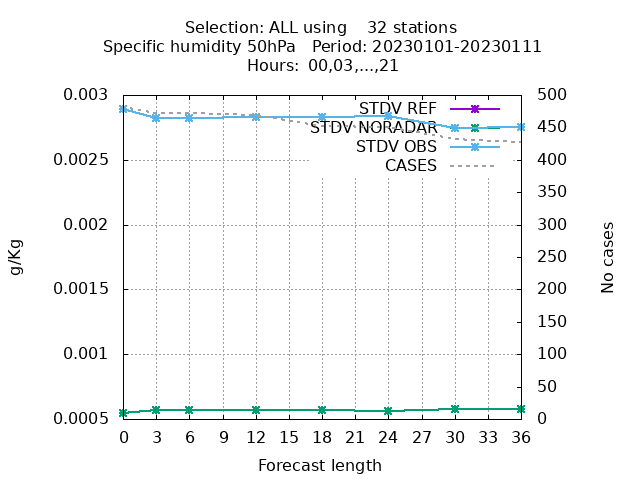 Selection: ALL using    32 stations
Specific humidity 50hPa   Period: 20230101-20230111
Hours: 00,03,...,21
STDV REF
STDV NORADAR
STDV OBS
CASES
0.003
0.0025
0.002
0.0015
0.001
0.0005
500
450
400
350
300
250
200
150
100
50
0
g/Kg
No cases
0 3 6 9 12 15 18 21 24 27 30 33 36
Forecast length